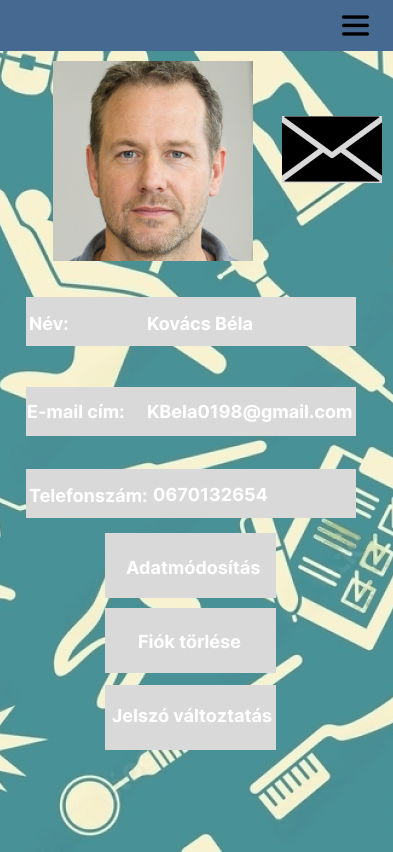 Név: Kovács Béla
E-mail cím: KBela0198@gmail.com
Telefonszám: 0670132654
Adatmódosítás
Fiók törlése
Jelszó változtatás